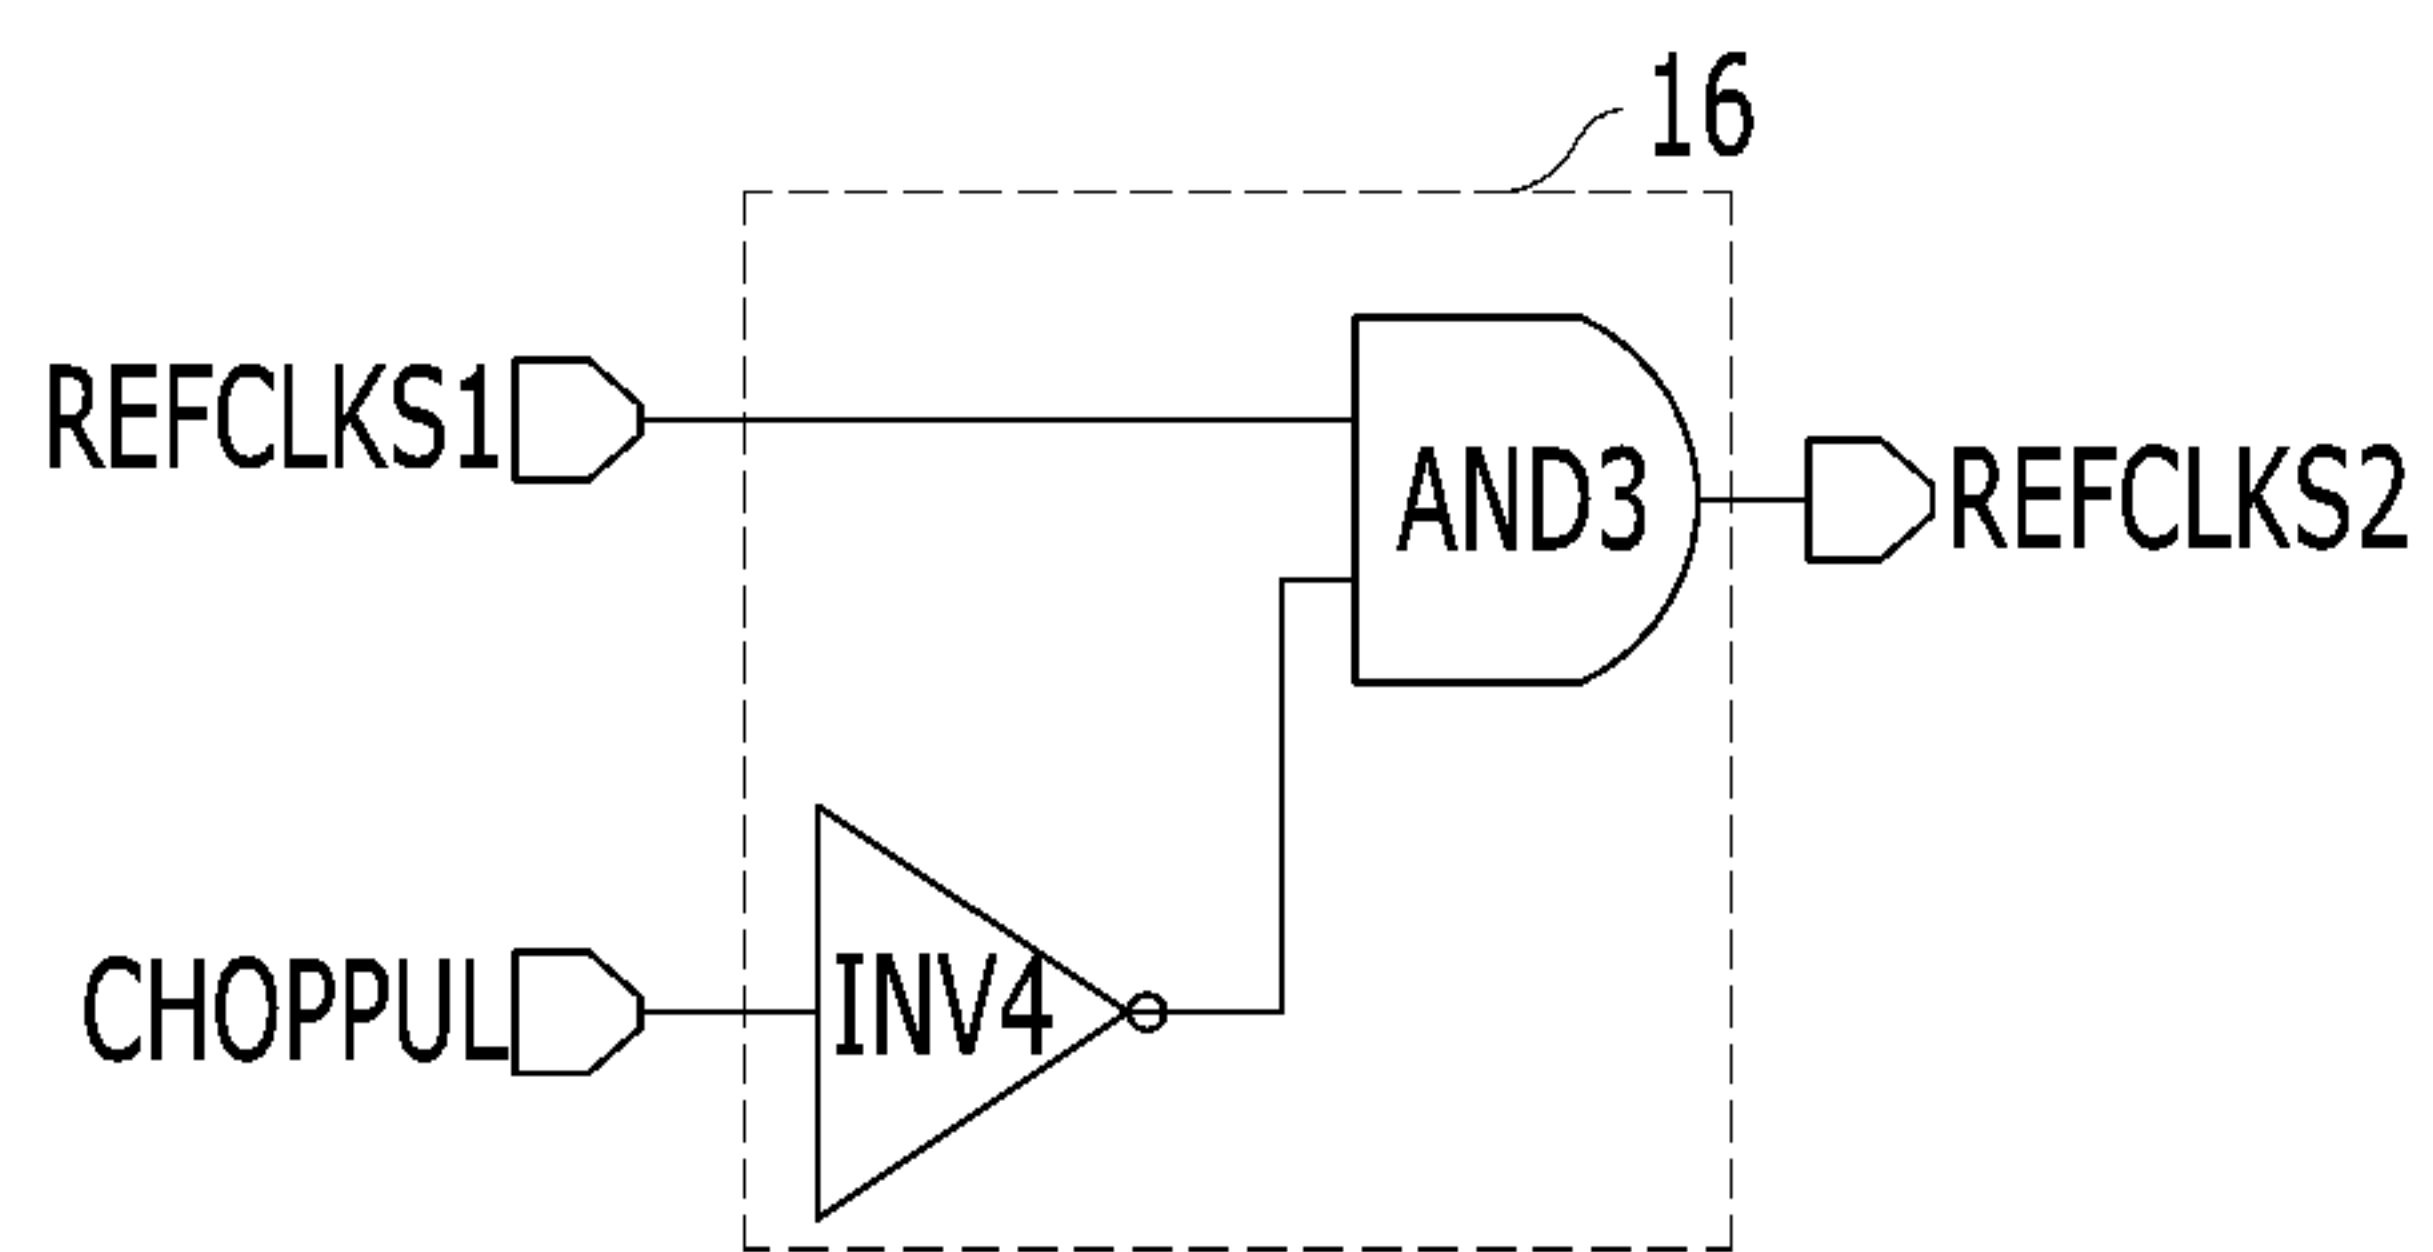 16
REFCLKS1
AND3
REFCLKS2
CHOPPUL
INV4